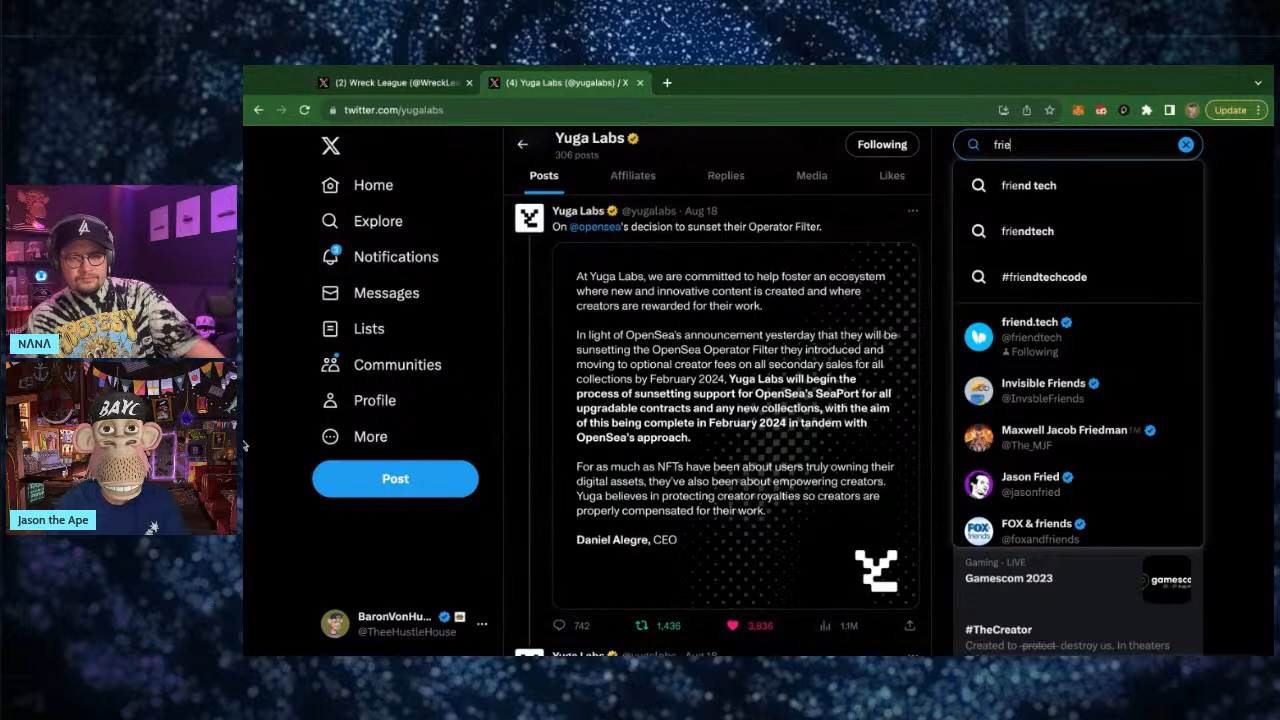 (2) Wreck League (@WreckLea
(4) Yuga Labs (@yugalabs) / X
twitter.com/yugalabs
Update
Home
Explore
3
Notifications
Messages
Lists
Communities
Profile
More
Post
BaronVonHu...
@TheeHustleHouse
Yuga Labs
306 posts
Following
Posts
Affiliates
Replies
Media
Likes
Yuga Labs @yugalabs · Aug 18
On @opensea's decision to sunset their Operator Filter.
At Yuga Labs, we are committed to help foster an ecosystem
where new and innovative content is created and where
creators are rewarded for their work.
In light of OpenSea's announcement yesterday that they will be
sunsetting the OpenSea Operator Filter they introduced and
moving to optional creator fees on all secondary sales for all
collections by February 2024, Yuga Labs will begin the
process of sunsetting support for OpenSea's SeaPort for all
upgradable contracts and any new collections, with the aim
of this being complete in February 2024 in tandem with
OpenSea's approach.
For as much as NFTs have been about users truly owning their
digital assets, they've also been about empowering creators.
Yuga believes in protecting creator royalties so creators are
properly compensated for their work.
Daniel Alegre, CEO
742
1,436
3,836
1.1M
Yuga Labs @yugalabs · Aug 18
frie
friend tech
friendtech
#friendtechcode
friend.tech
@friendtech
Following
Invisible Friends
@InvsbleFriends
Maxwell Jacob Friedman™
@The_MJF
Jason Fried
@jasonfried
FOX & friends
@foxandfriends
Gaming · LIVE
Gamescom 2023
gamesco
#TheCreator
Created to protect destroy us. In theaters
NΛNΛ
BAYC
Jason the Ape